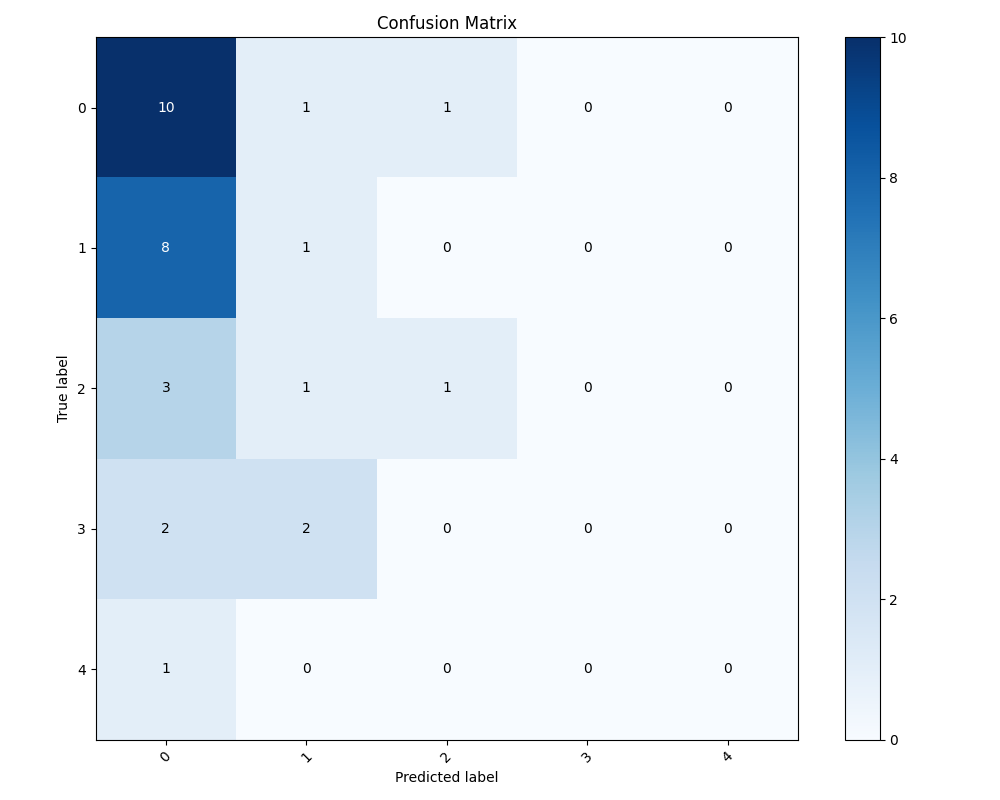 Confusion Matrix
10
0 10 1 1 0 0
8
1 8 1 0 0 0
6
True label
2 3 1 1 0 0
4
3 2 2 0 0 0
2
4 1 0 0 0 0
0
0 1 2 3 4
Predicted label